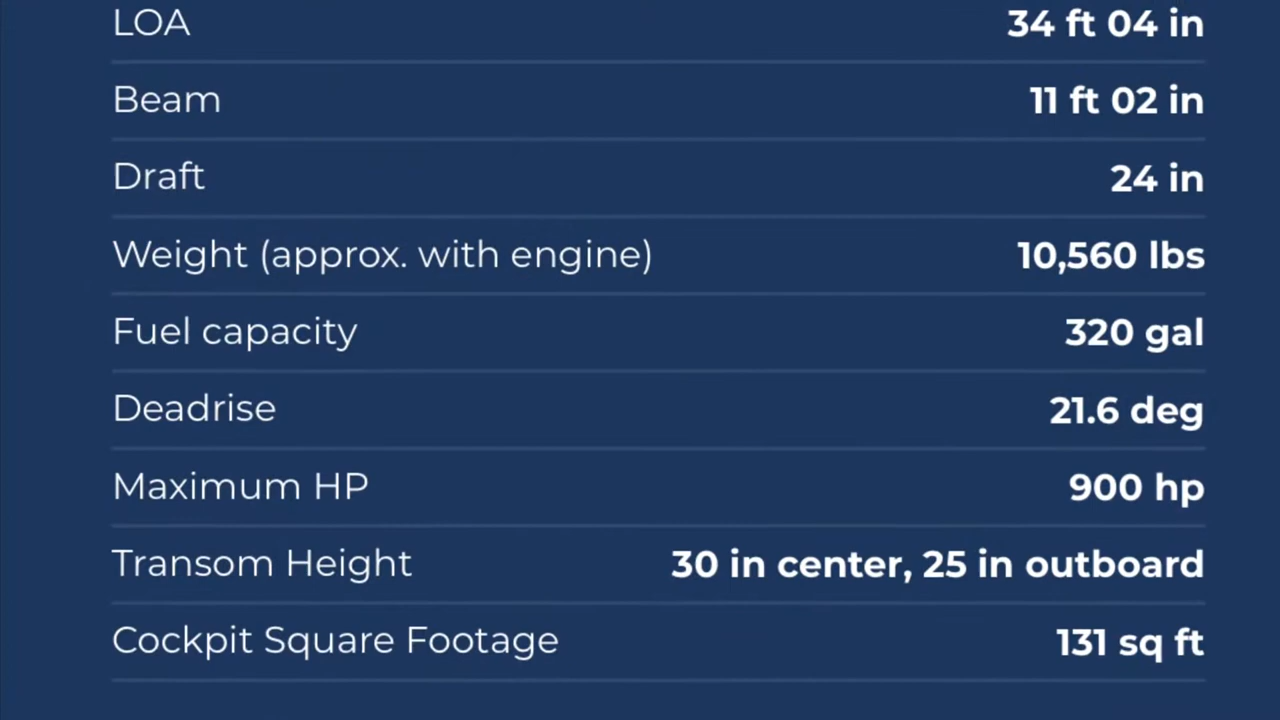 LOA 34 ft 04 in
Beam 11 ft 02 in
Draft 24 in
Weight (approx. with engine) 10,560 lbs
Fuel capacity 320 gal
Deadrise 21.6 deg
Maximum HP 900 hp
Transom Height 30 in center, 25 in outboard
Cockpit Square Footage 131 sq ft